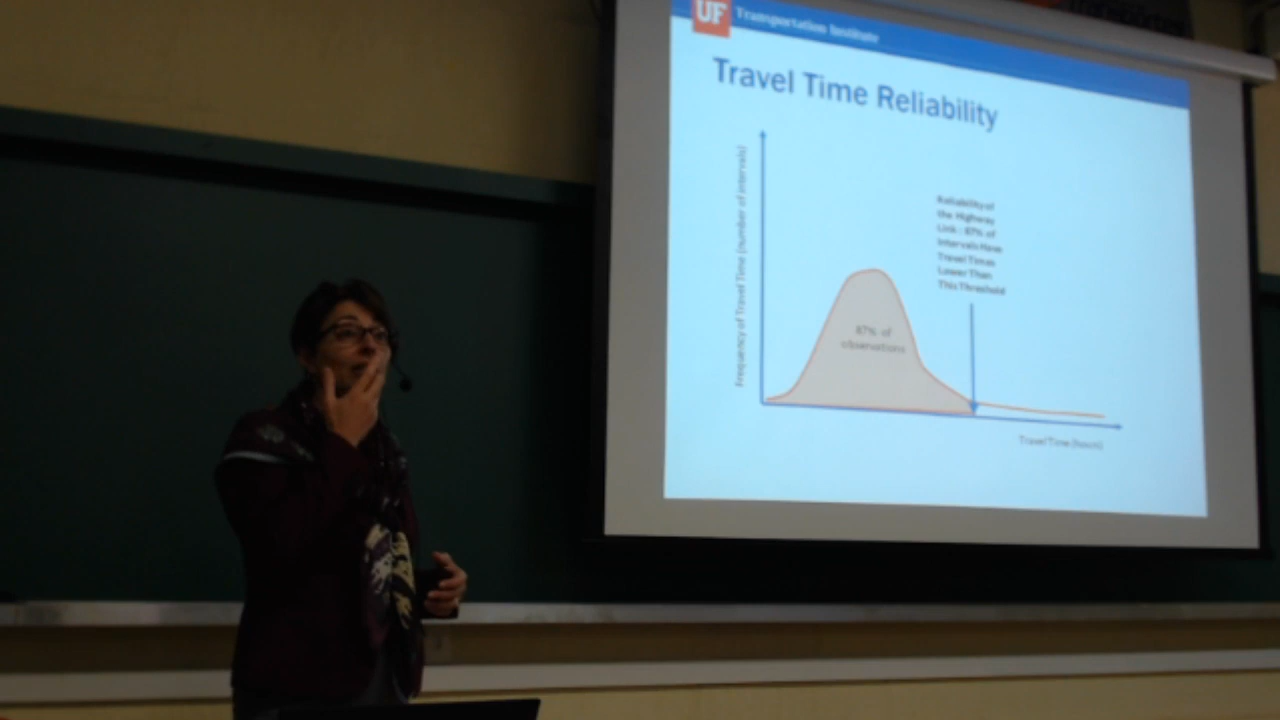 UF Transportation Institute
Travel Time Reliability
Frequency of Travel Time (number of intervals)
Reliability of
the Highway
Link : 87% of
Intervals Have
Travel Times
Lower Than
This Threshold
87% of
observations
Travel Time (hours)